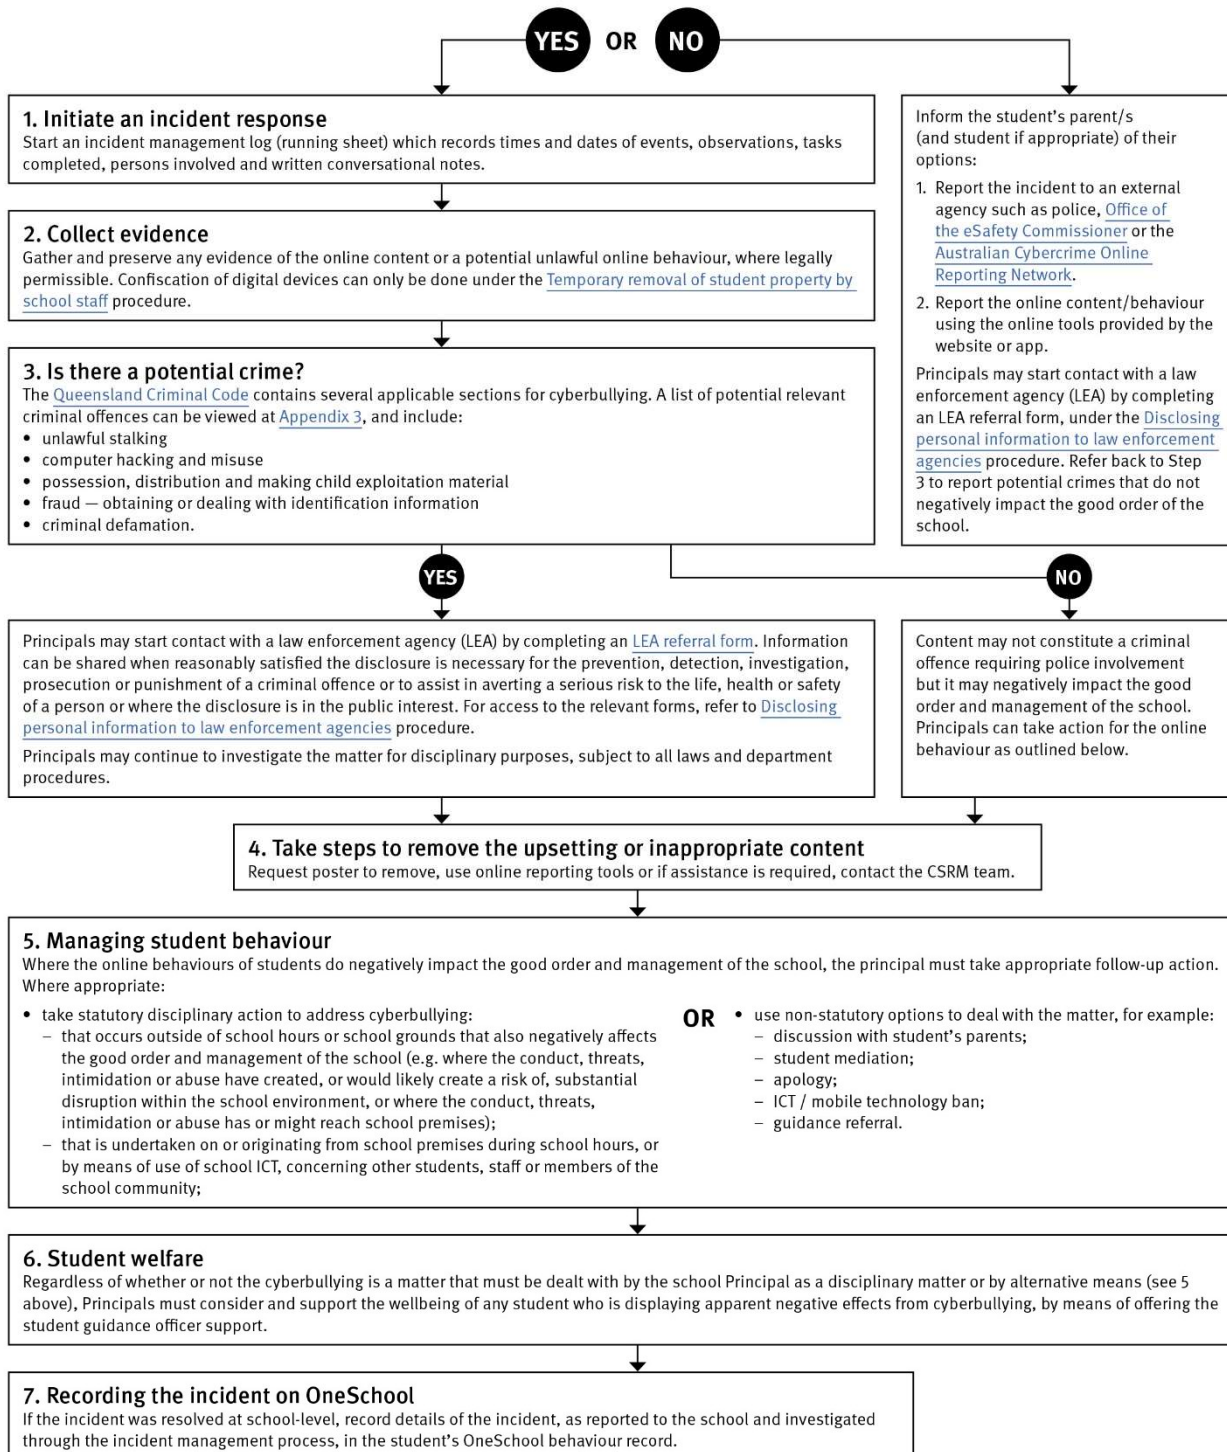 YES OR NO
1. Initiate an incident response
Start an incident management log (running sheet) which records times and dates of events, observations, tasks
completed, persons involved and written conversational notes.
2. Collect evidence
Gather and preserve any evidence of the online content or a potential unlawful online behaviour, where legally
permissible. Confiscation of digital devices can only be done under the Temporary removal of student property by
school staff procedure.
3. Is there a potential crime?
The Queensland Criminal Code contains several applicable sections for cyberbullying. A list of potential relevant
criminal offences can be viewed at Appendix 3, and include:
• unlawful stalking
• computer hacking and misuse
• possession, distribution and making child exploitation material
• fraud — obtaining or dealing with identification information
• criminal defamation.
Inform the student's parent/s
(and student if appropriate) of their
options:
1. Report the incident to an external
agency such as police, Office of
the eSafety Commissioner or the
Australian Cybercrime Online
Reporting Network.
2. Report the online content/behaviour
using the online tools provided by the
website or app.
Principals may start contact with a law
enforcement agency (LEA) by completing
an LEA referral form, under the Disclosing
personal information to law enforcement
agencies procedure. Refer back to Step
3 to report potential crimes that do not
negatively impact the good order of the
school.
YES
NO
Principals may start contact with a law enforcement agency (LEA) by completing an LEA referral form. Information
can be shared when reasonably satisfied the disclosure is necessary for the prevention, detection, investigation,
prosecution or punishment of a criminal offence or to assist in averting a serious risk to the life, health or safety
of a person or where the disclosure is in the public interest. For access to the relevant forms, refer to Disclosing
personal information to law enforcement agencies procedure.
Principals may continue to investigate the matter for disciplinary purposes, subject to all laws and department
procedures.
Content may not constitute a criminal
offence requiring police involvement
but it may negatively impact the good
order and management of the school.
Principals can take action for the online
behaviour as outlined below.
4. Take steps to remove the upsetting or inappropriate content
Request poster to remove, use online reporting tools or if assistance is required, contact the CSRM team.
5. Managing student behaviour
Where the online behaviours of students do negatively impact the good order and management of the school, the principal must take appropriate follow-up action.
Where appropriate:
• take statutory disciplinary action to address cyberbullying:
– that occurs outside of school hours or school grounds that also negatively affects
the good order and management of the school (e.g. where the conduct, threats,
intimidation or abuse have created, or would likely create a risk of, substantial
disruption within the school environment, or where the conduct, threats,
intimidation or abuse has or might reach school premises);
– that is undertaken on or originating from school premises during school hours, or
by means of use of school ICT, concerning other students, staff or members of the
school community;
OR
• use non-statutory options to deal with the matter, for example:
– discussion with student's parents;
– student mediation;
– apology;
– ICT / mobile technology ban;
– guidance referral.
6. Student welfare
Regardless of whether or not the cyberbullying is a matter that must be dealt with by the school Principal as a disciplinary matter or by alternative means (see 5
above), Principals must consider and support the wellbeing of any student who is displaying apparent negative effects from cyberbullying, by means of offering the
student guidance officer support.
7. Recording the incident on OneSchool
If the incident was resolved at school-level, record details of the incident, as reported to the school and investigated
through the incident management process, in the student's OneSchool behaviour record.